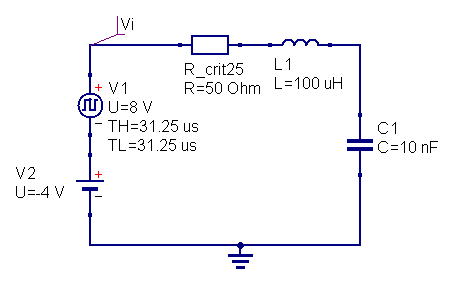 Vi
R_crit25
R=50 Ohm
L1
L=100 uH
+
V1
U=8 V
TH=31.25 us
TL=31.25 us
−
C1
C=10 nF
V2
U=-4 V
+
−